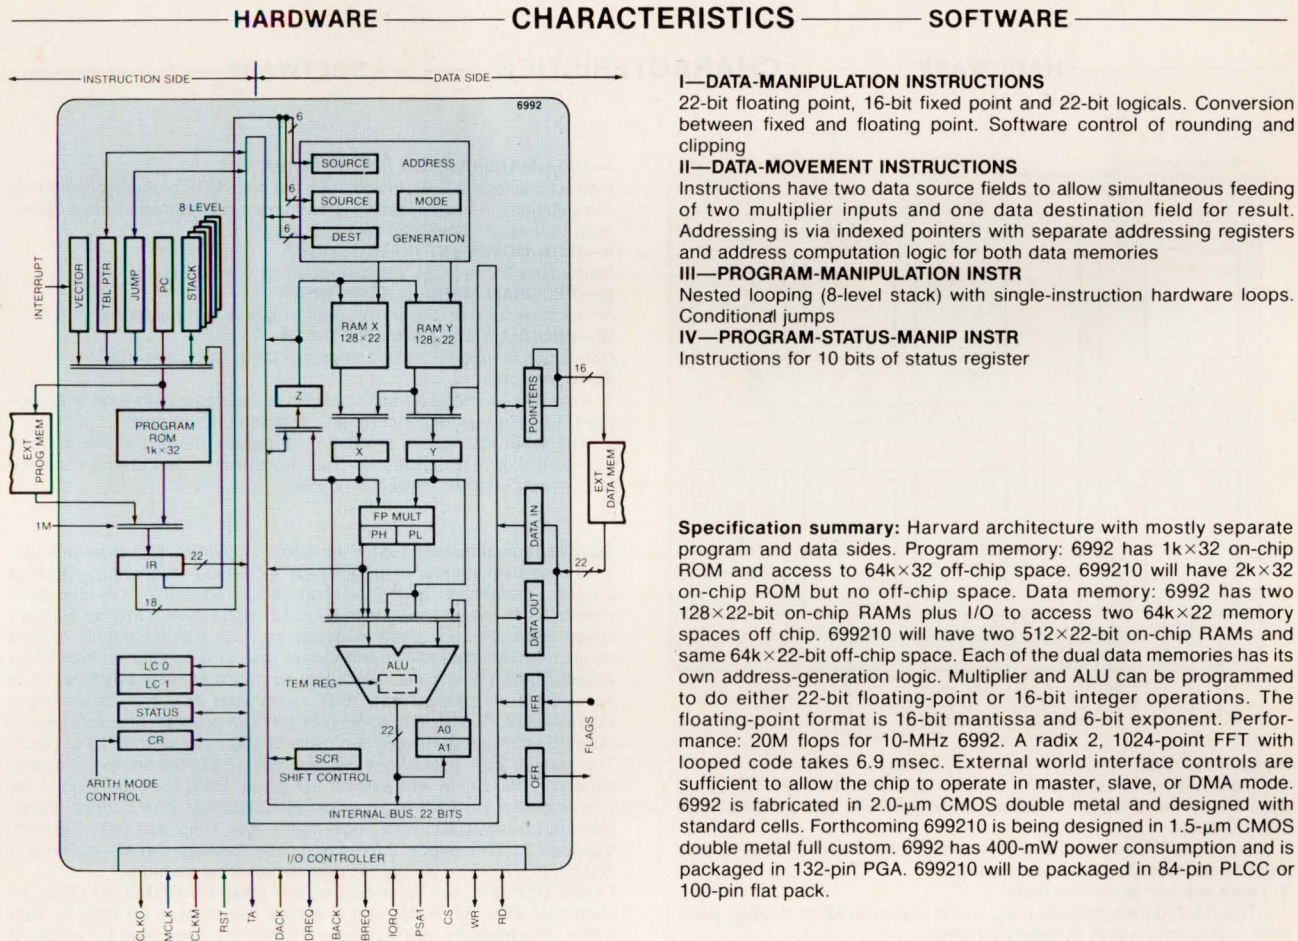 HARDWARE CHARACTERISTICS SOFTWARE
INSTRUCTION SIDE DATA SIDE
6992
6
SOURCE ADDRESS
6
SOURCE MODE
6
DEST GENERATION
8 LEVEL
INTERRUPT
VECTOR
TBL PTR
JUMP
PC
STACK
RAM X
128×22
RAM Y
128×22
POINTERS
16
Z
EXT
PROG MEM
PROGRAM
ROM
1k×32
X
Y
EXT
DATA MEM
FP MULT
PH PL
DATA IN
1M
22
IR
22
18
DATA OUT
ALU
TEM REG
LC 0
LC 1
STATUS
CR
22
A0
A1
IFR
FLAGS
SCR
SHIFT CONTROL
OFR
ARITH MODE
CONTROL
INTERNAL BUS. 22 BITS
I/O CONTROLLER
CLKO
MCLK
CLKM
RST
TA
DACK
DREQ
BACK
BREQ
IORQ
PSA1
CS
WR
RD
I—DATA-MANIPULATION INSTRUCTIONS
22-bit floating point, 16-bit fixed point and 22-bit logicals. Conversion
between fixed and floating point. Software control of rounding and
clipping
II—DATA-MOVEMENT INSTRUCTIONS
Instructions have two data source fields to allow simultaneous feeding
of two multiplier inputs and one data destination field for result.
Addressing is via indexed pointers with separate addressing registers
and address computation logic for both data memories
III—PROGRAM-MANIPULATION INSTR
Nested looping (8-level stack) with single-instruction hardware loops.
Conditional jumps
IV—PROGRAM-STATUS-MANIP INSTR
Instructions for 10 bits of status register
Specification summary: Harvard architecture with mostly separate
program and data sides. Program memory: 6992 has 1k×32 on-chip
ROM and access to 64k×32 off-chip space. 699210 will have 2k×32
on-chip ROM but no off-chip space. Data memory: 6992 has two
128×22-bit on-chip RAMs plus I/O to access two 64k×22 memory
spaces off chip. 699210 will have two 512×22-bit on-chip RAMs and
same 64k×22-bit off-chip space. Each of the dual data memories has its
own address-generation logic. Multiplier and ALU can be programmed
to do either 22-bit floating-point or 16-bit integer operations. The
floating-point format is 16-bit mantissa and 6-bit exponent. Perfor-
mance: 20M flops for 10-MHz 6992. A radix 2, 1024-point FFT with
looped code takes 6.9 msec. External world interface controls are
sufficient to allow the chip to operate in master, slave, or DMA mode.
6992 is fabricated in 2.0-μm CMOS double metal and designed with
standard cells. Forthcoming 699210 is being designed in 1.5-μm CMOS
double metal full custom. 6992 has 400-mW power consumption and is
packaged in 132-pin PGA. 699210 will be packaged in 84-pin PLCC or
100-pin flat pack.